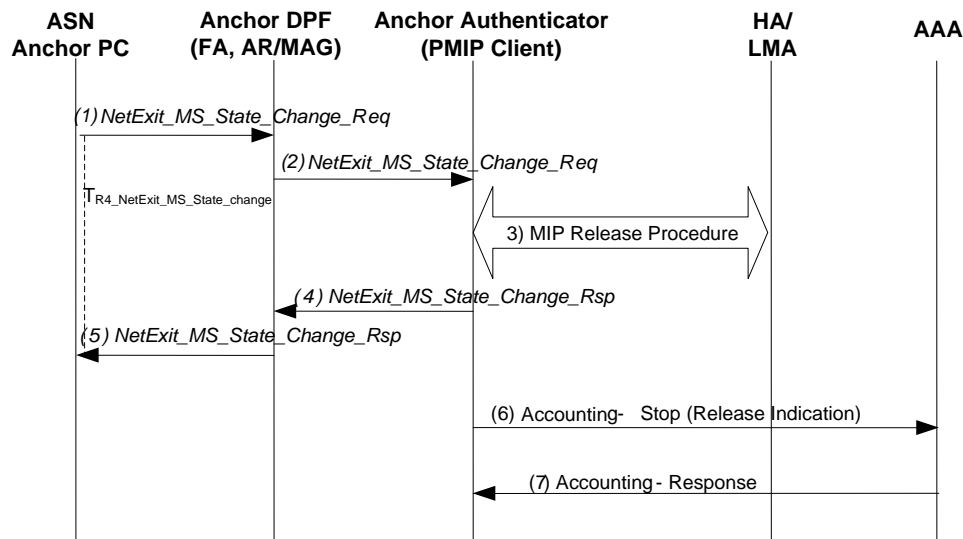 ASN
Anchor PC
Anchor DPF
(FA, AR/MAG)
Anchor Authenticator
(PMIP Client)
HA/
LMA
AAA
(1) NetExit_MS_State_Change_Req
(2) NetExit_MS_State_Change_Req
TR4_NetExit_MS_State_change
3) MIP Release Procedure
(4) NetExit_MS_State_Change_Rsp
(5) NetExit_MS_State_Change_Rsp
(6) Accounting- Stop (Release Indication)
(7) Accounting - Response